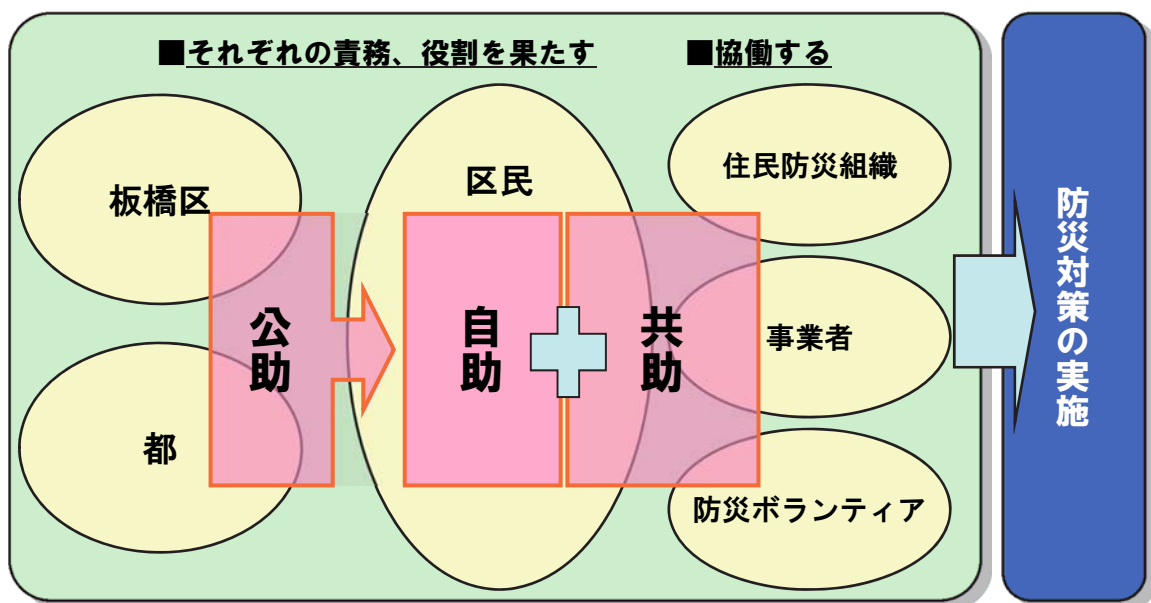 ■それぞれの責務、役割を果たす
■協働する
板橋区
都
公助
区民
自助
共助
住民防災組織
事業者
防災ボランティア
防災対策の実施